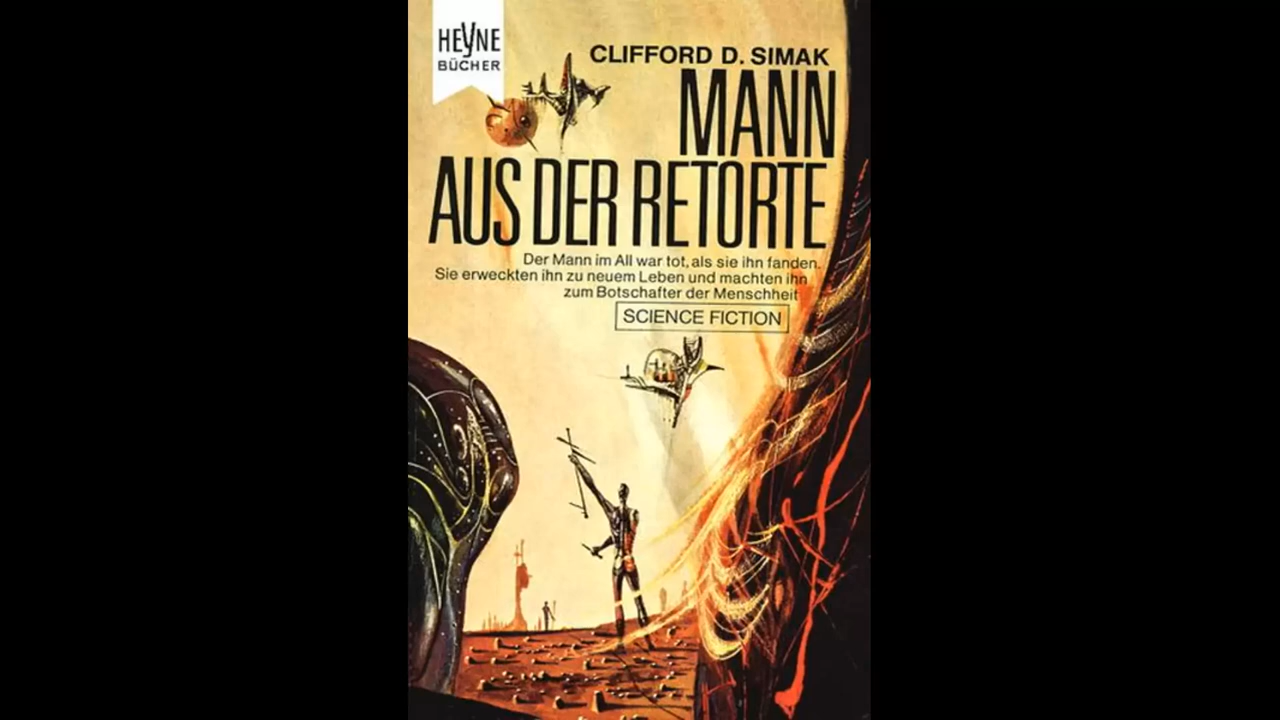 HEYNE
BÜCHER
CLIFFORD D. SIMAK
MANN
AUS DER RETORTE
Der Mann im All war tot, als sie ihn fanden.
Sie erweckten ihn zu neuem Leben und machten ihn
zum Botschafter der Menschheit
SCIENCE FICTION